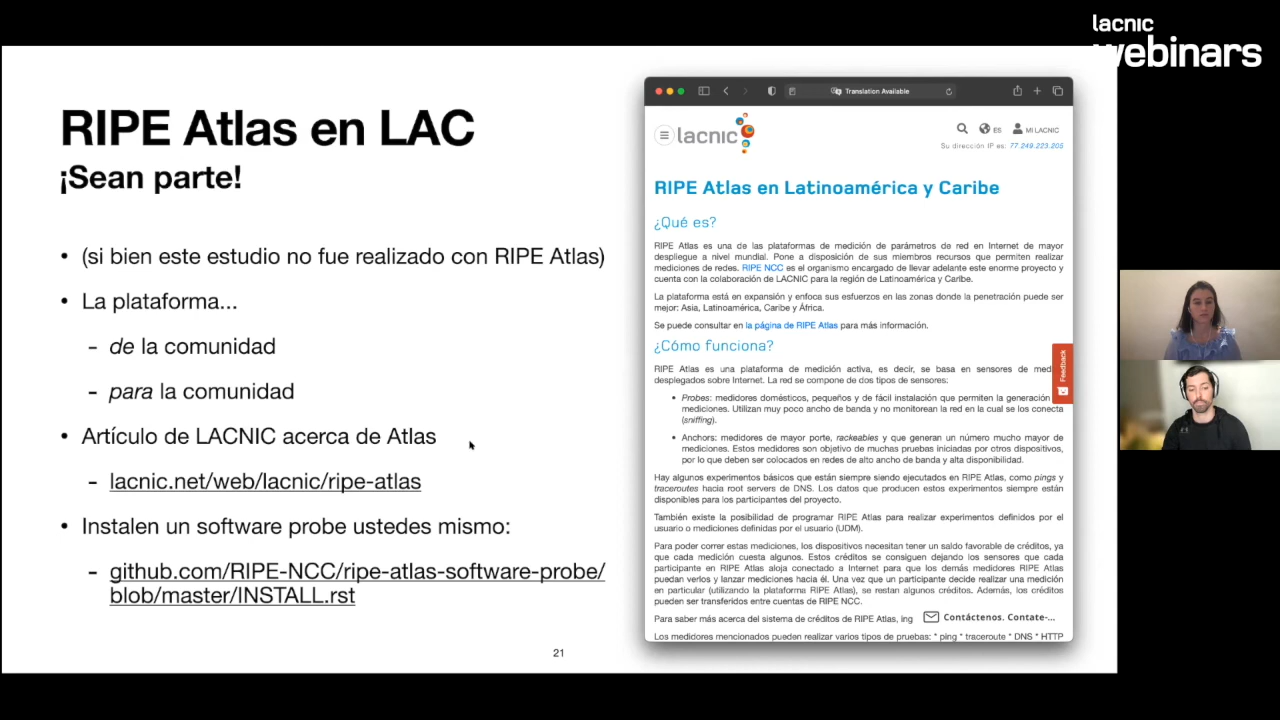 lacnic
webinars
RIPE Atlas en LAC
¡Sean parte!
• (si bien este estudio no fue realizado con RIPE Atlas)
• La plataforma...
- de la comunidad
- para la comunidad
• Artículo de LACNIC acerca de Atlas
- lacnic.net/web/lacnic/ripe-atlas
• Instalen un software probe ustedes mismo:
- github.com/RIPE-NCC/ripe-atlas-software-probe/
blob/master/INSTALL.rst
21
Translation Available
lacnic
ES
MI LACNIC
Su dirección IP es: 77.249.223.205
RIPE Atlas en Latinoamérica y Caribe
¿Qué es?
RIPE Atlas es una de las plataformas de medición de parámetros de red en Internet de mayor
despliegue a nivel mundial. Pone a disposición de sus miembros recursos que permiten realizar
mediciones de redes. RIPE NCC es el organismo encargado de llevar adelante este enorme proyecto y
cuenta con la colaboración de LACNIC para la región de Latinoamérica y Caribe.
La plataforma está en expansión y enfoca sus esfuerzos en las zonas donde la penetración puede ser
mejor: Asia, Latinoamérica, Caribe y África.
Se puede consultar en la página de RIPE Atlas para más información.
¿Cómo funciona?
RIPE Atlas es una plataforma de medición activa, es decir, se basa en sensores de med
desplegados sobre Internet. La red se compone de dos tipos de sensores:
• Probes: medidores domésticos, pequeños y de fácil instalación que permiten la generación
mediciones. Utilizan muy poco ancho de banda y no monitorean la red en la cual se los conecta
(sniffing).
• Anchors: medidores de mayor porte, rackeables y que generan un número mucho mayor de
mediciones. Estos medidores son objetivo de muchas pruebas iniciadas por otros dispositivos,
por lo que deben ser colocados en redes de alto ancho de banda y alta disponibilidad.
Hay algunos experimentos básicos que están siempre siendo ejecutados en RIPE Atlas, como pings y
traceroutes hacia root servers de DNS. Los datos que producen estos experimentos siempre están
disponibles para los participantes del proyecto.
También existe la posibilidad de programar RIPE Atlas para realizar experimentos definidos por el
usuario o mediciones definidas por el usuario (UDM).
Para poder correr estas mediciones, los dispositivos necesitan tener un saldo favorable de créditos, ya
que cada medición cuesta algunos. Estos créditos se consiguen dejando los sensores que cada
participante en RIPE Atlas aloja conectado a Internet para que los demás medidores RIPE Atlas
puedan verlos y lanzar mediciones hacia él. Una vez que un participante decide realizar una medición
en particular (utilizando la plataforma RIPE Atlas), se restan algunos créditos. Además, los créditos
pueden ser transferidos entre cuentas de RIPE NCC.
Para saber más acerca del sistema de créditos de RIPE Atlas, ing
Contáctenos. Contate-...
Los medidores mencionados pueden realizar varios tipos de pruebas: * ping * traceroute * DNS * HTTP
Feedback